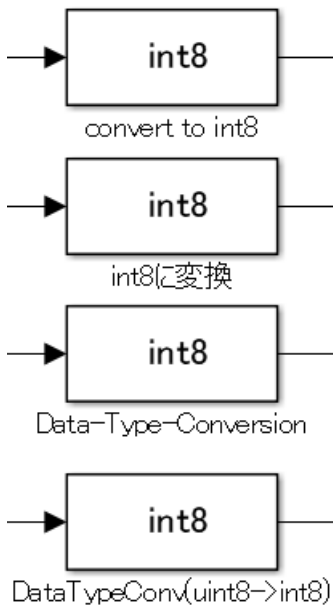 int8
convert to int8
int8
int8に変換
int8
Data-Type-Conversion
int8
DataTypeConv(uint8->int8)